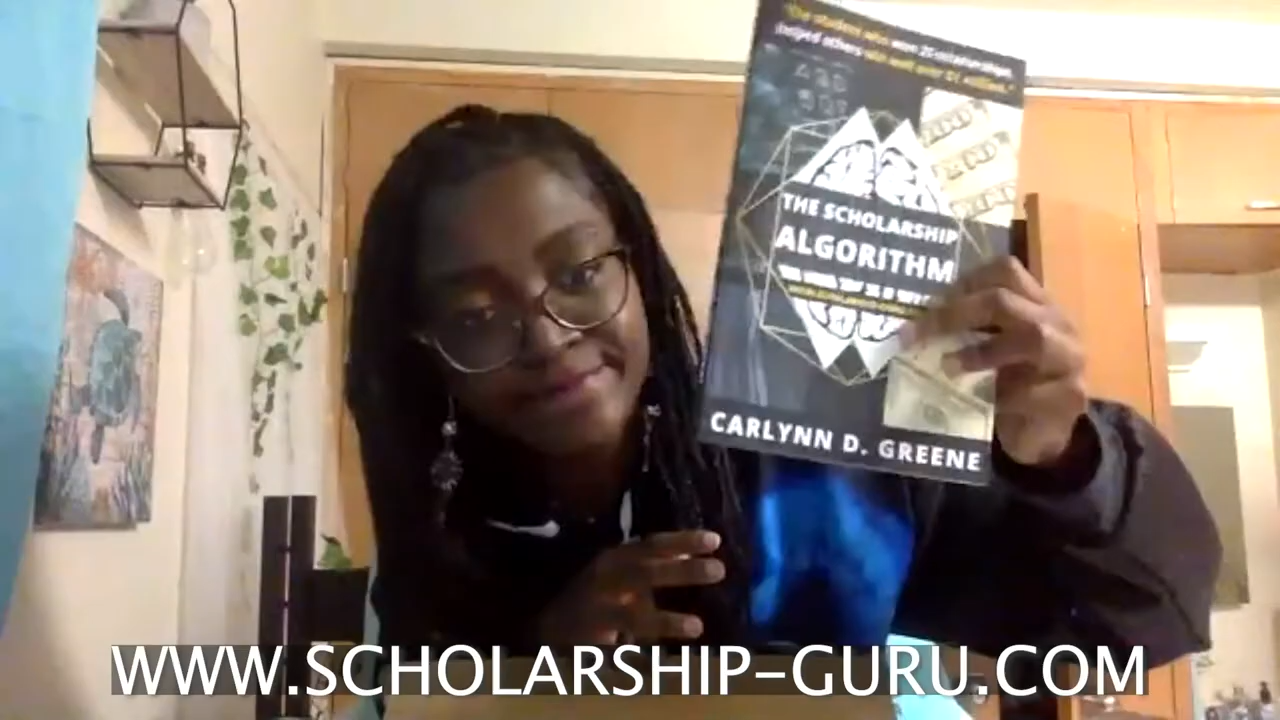 "The student who won 21 scholarships,
helped others win well over $1 million."
THE SCHOLARSHIP
ALGORITHM
CARLYNN D. GREENE
WWW.SCHOLARSHIP-GURU.COM